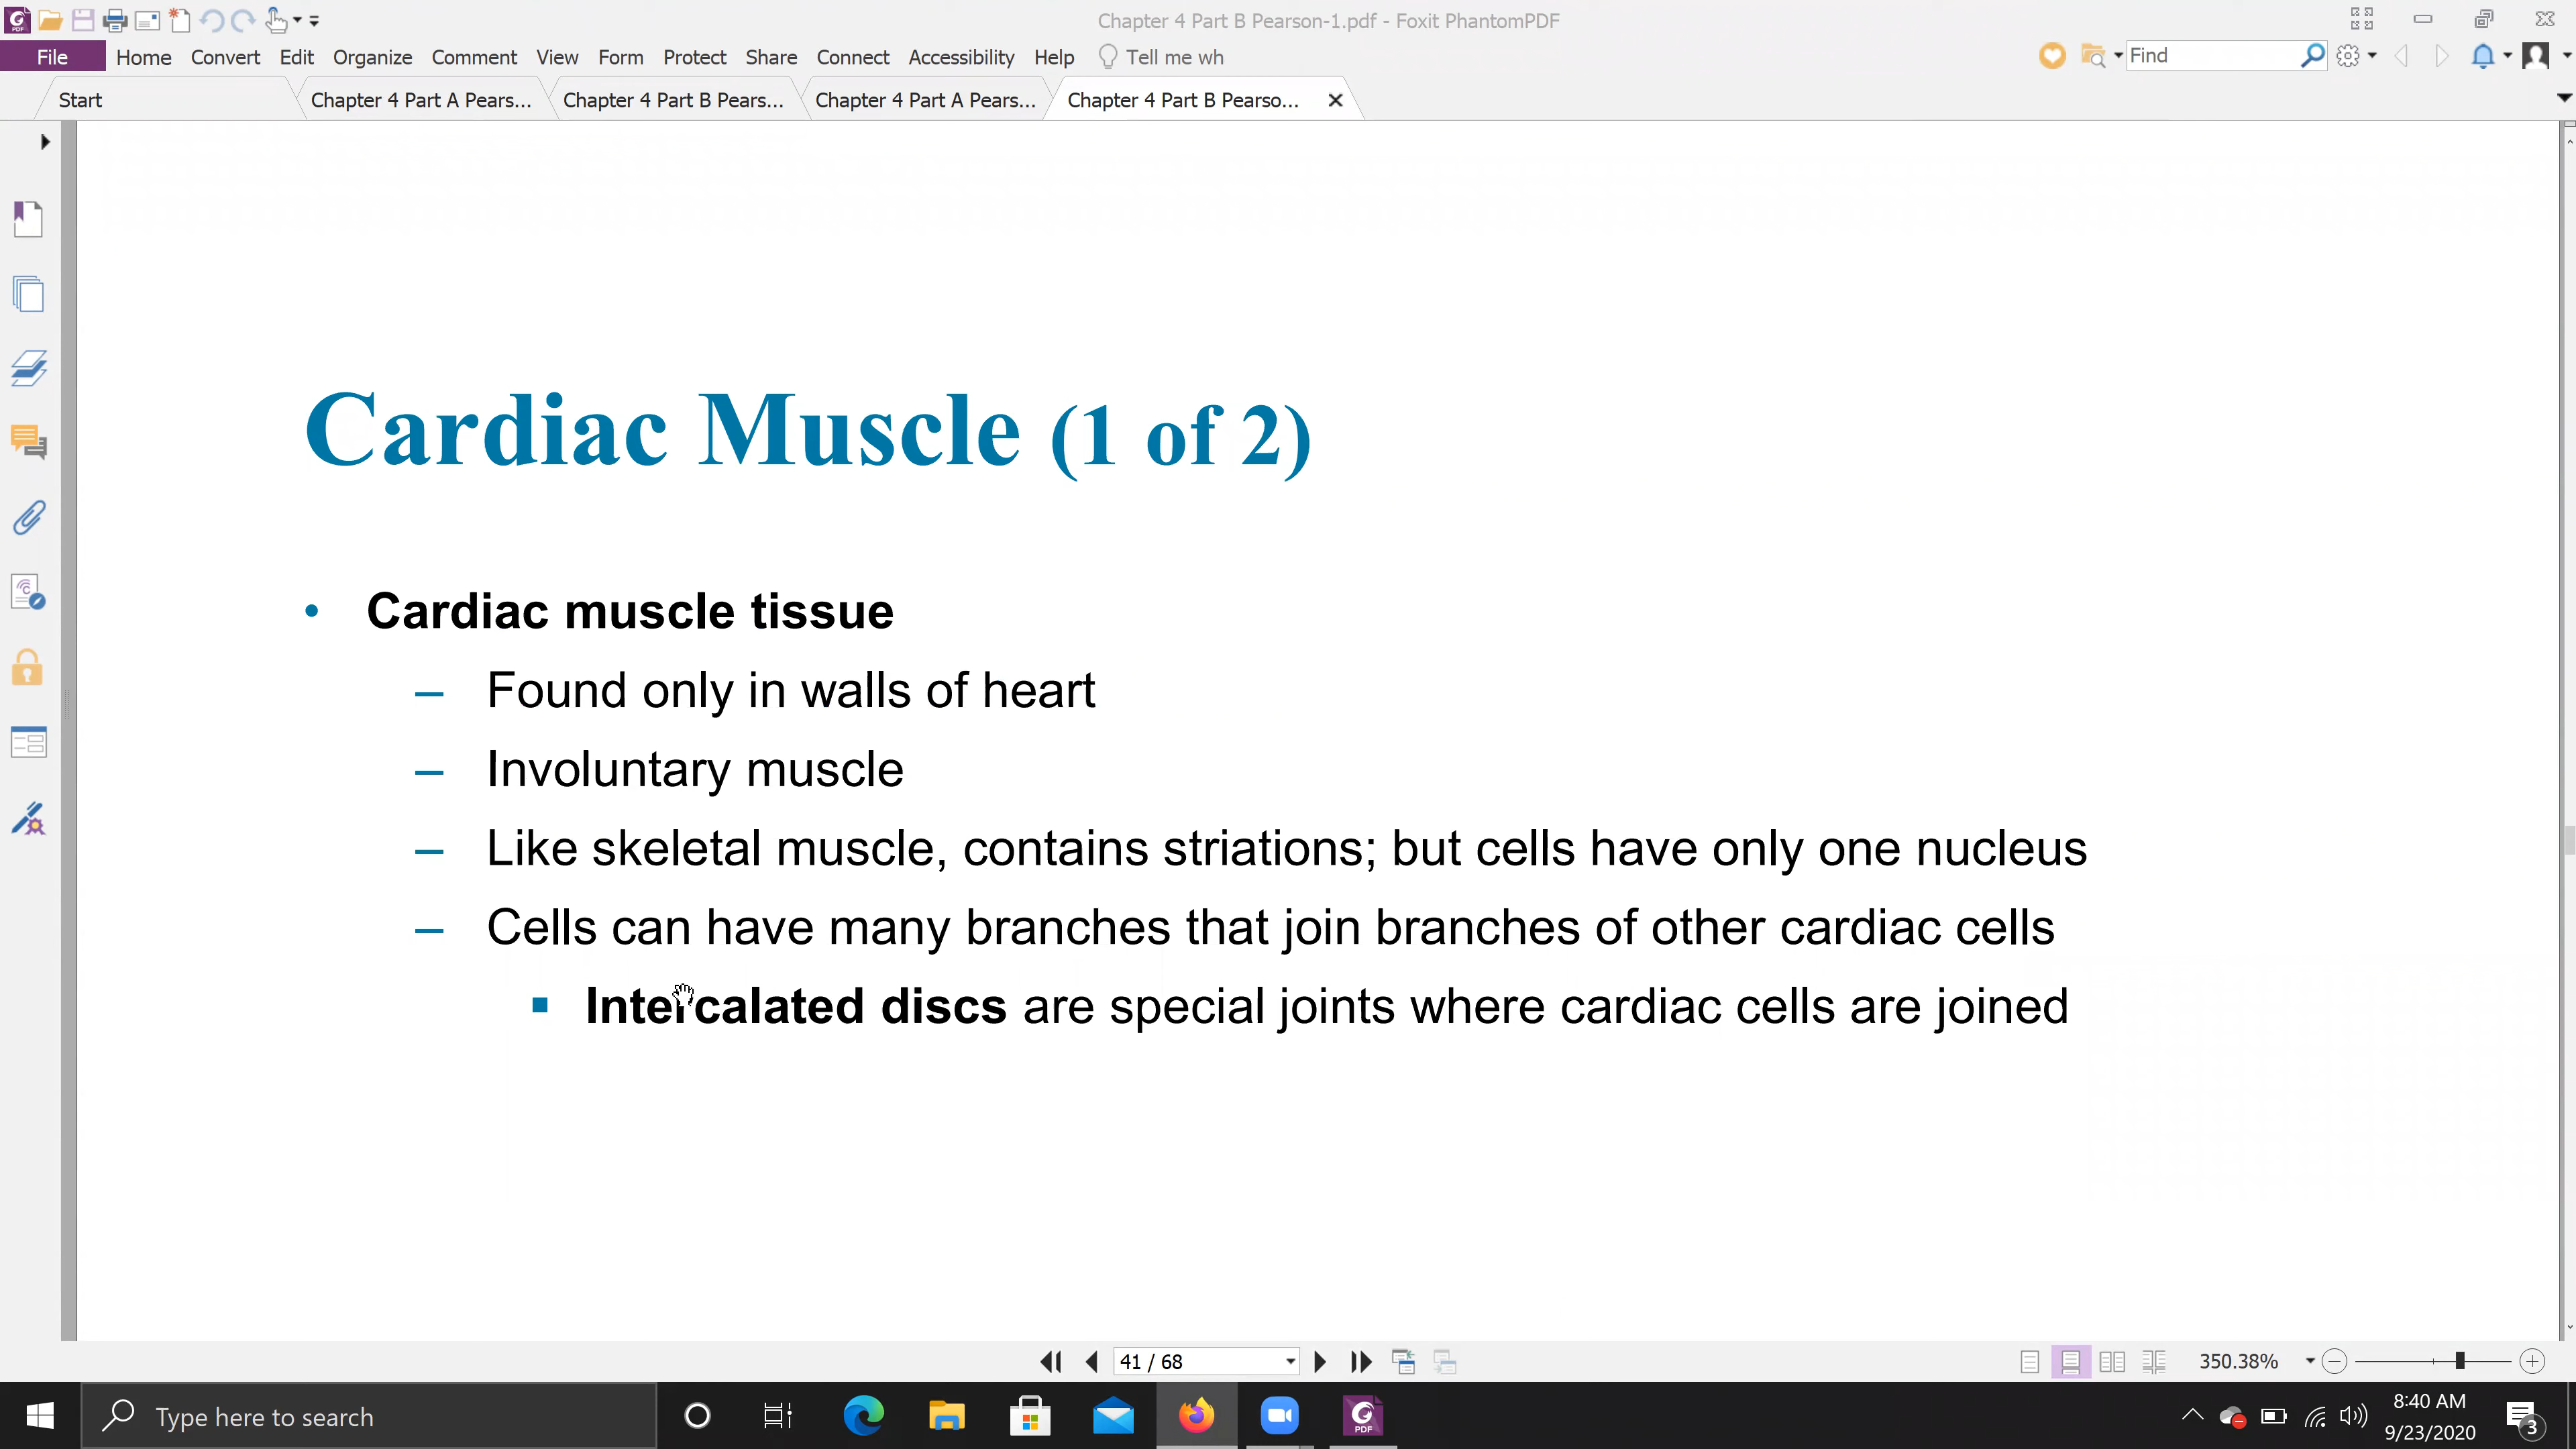 Chapter 4 Part B Pearson-1.pdf - Foxit PhantomPDF
File Home Convert Edit Organize Comment View Form Protect Share Connect Accessibility Help Tell me wh Find
Start Chapter 4 Part A Pears... Chapter 4 Part B Pears... Chapter 4 Part A Pears... Chapter 4 Part B Pearso...
Cardiac Muscle (1 of 2)
• Cardiac muscle tissue
– Found only in walls of heart
– Involuntary muscle
– Like skeletal muscle, contains striations; but cells have only one nucleus
– Cells can have many branches that join branches of other cardiac cells
▪ Intercalated discs are special joints where cardiac cells are joined
41 / 68 350.38%
Type here to search
PDF
8:40 AM
9/23/2020
3